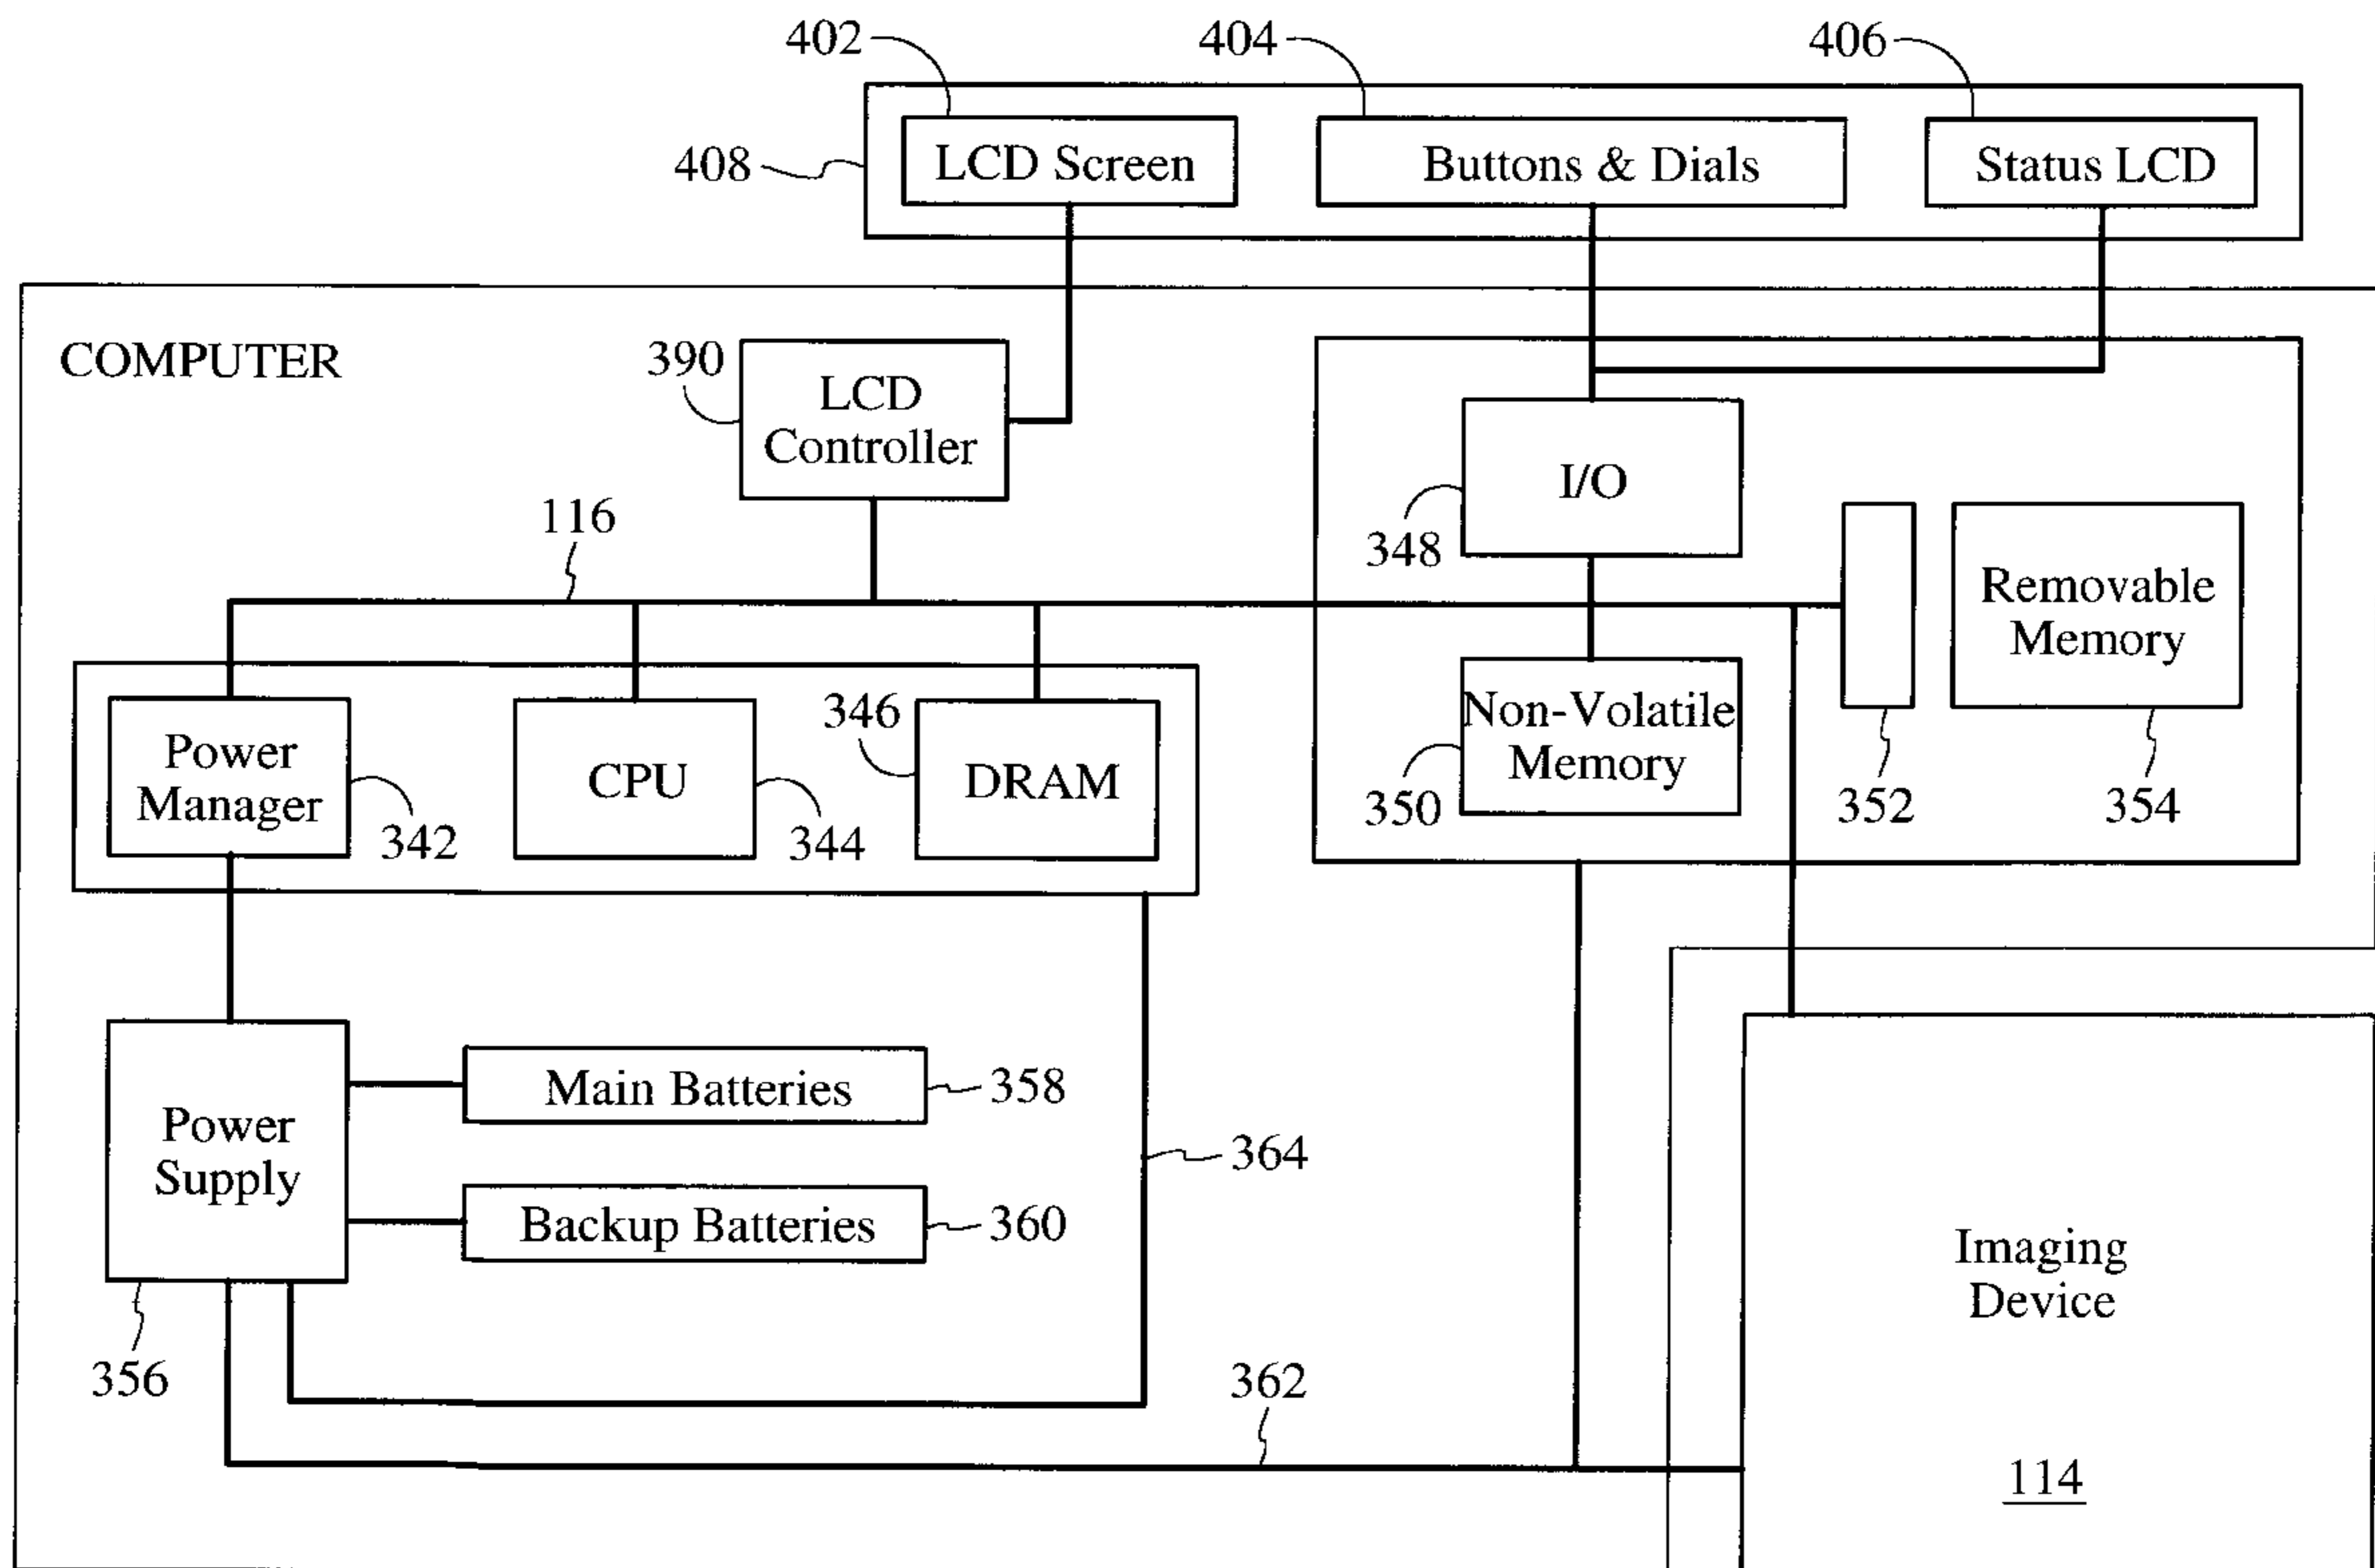 402
404
406
408
LCD Screen
Buttons & Dials
Status LCD
COMPUTER
390
LCD
Controller
116
I/O
348
Removable
Memory
Power
Manager
342
CPU
344
346
DRAM
Non-Volatile
Memory
350
352
354
Power
Supply
356
Main Batteries
358
Backup Batteries
360
364
362
Imaging
Device
114